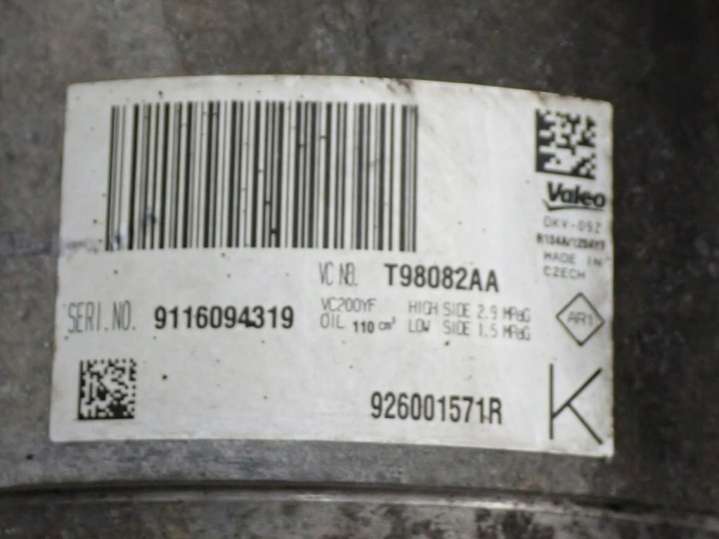 Valeo
DKV-09Z
R134A/1234YF
MADE IN
CZECH
VC NO. T98082AA
SERI.NO. 9116094319
VC200YF HIGH SIDE 2.9 MPaG
OIL 110 cm³ LOW SIDE 1.5 MPaG
AR1
926001571R
K